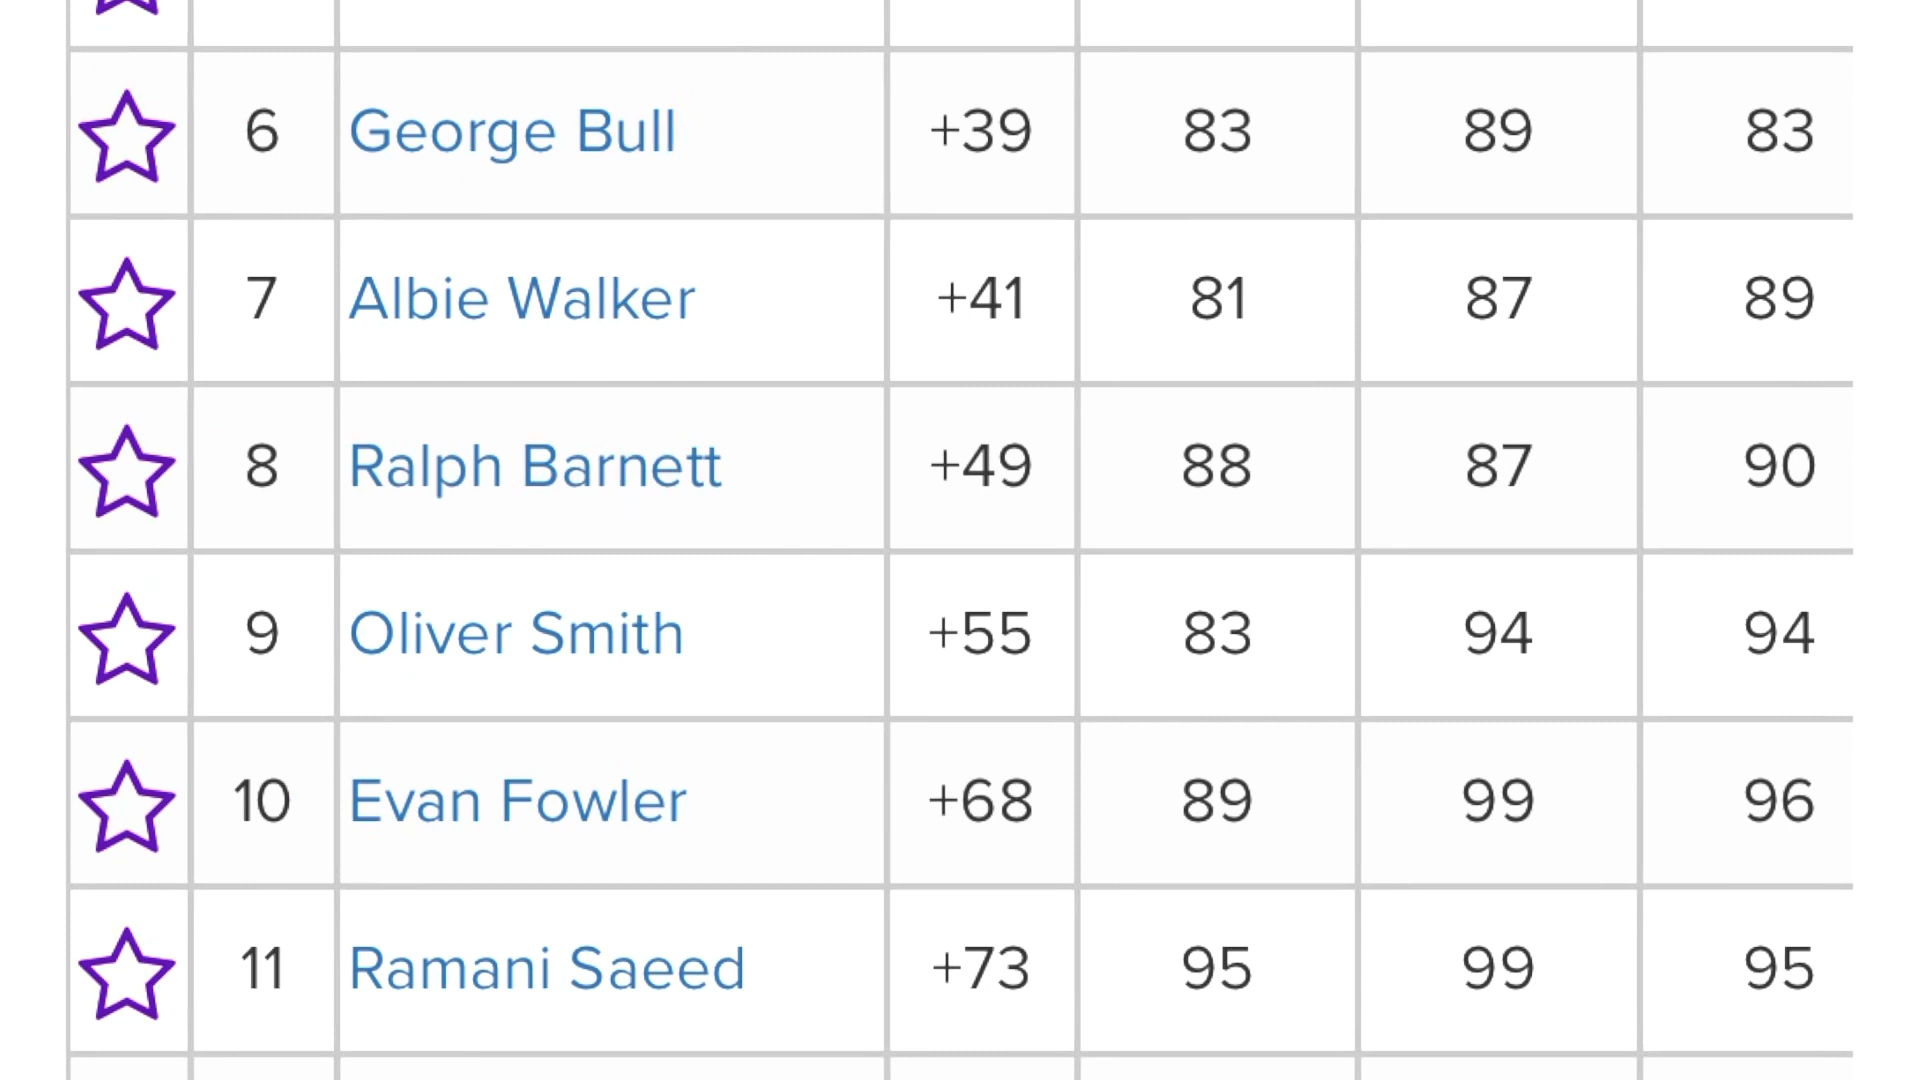 6 George Bull +39 83 89 83
7 Albie Walker +41 81 87 89
8 Ralph Barnett +49 88 87 90
9 Oliver Smith +55 83 94 94
10 Evan Fowler +68 89 99 96
11 Ramani Saeed +73 95 99 95